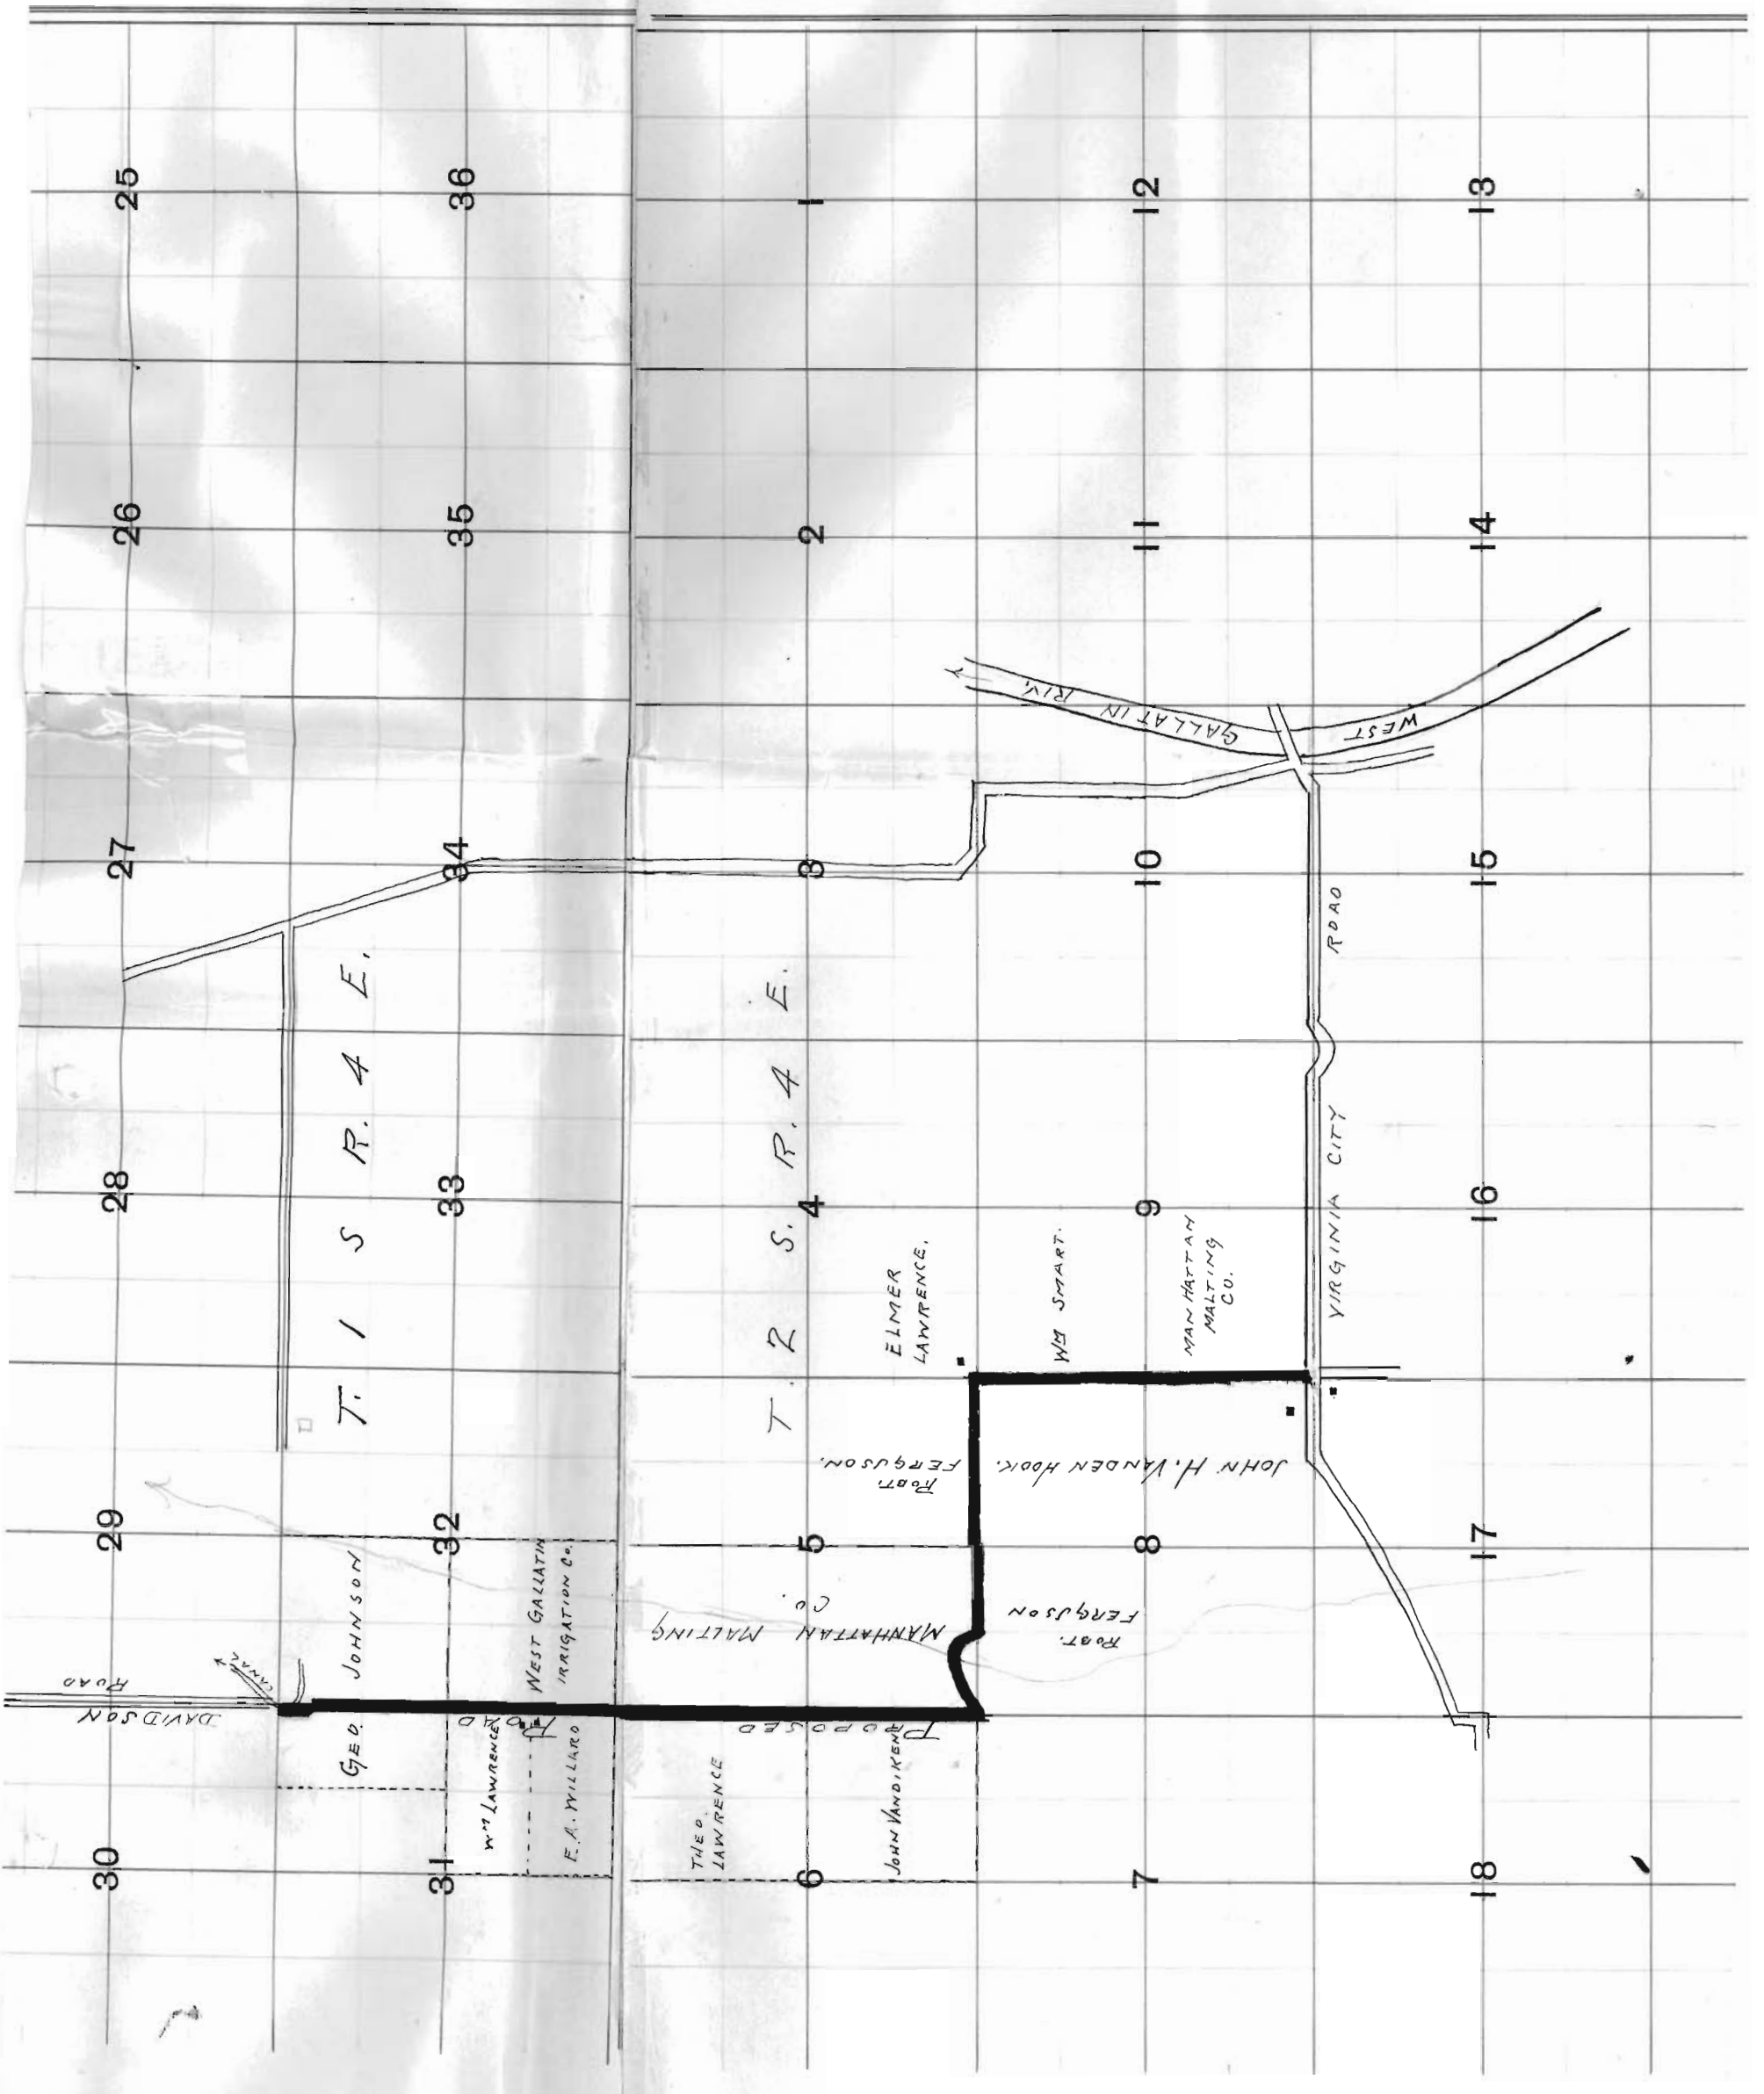 25
36
1
12
13
26
35
2
11
14
27
34
3
10
15
28
33
4
9
16
29
32
5
8
17
30
31
6
7
18
T. 1 S R. 4 E.
T. 2 S. R. 4 E.
WEST GALLATIN RIV.
VIRGINIA CITY ROAD
ELMER
LAWRENCE.
WM SMART.
MANHATTAN
MALTING
CO.
ROBT.
FERGUSON.
JOHN H. VANDEN HOOK.
GEO. JOHNSON
WEST GALLATIN
IRRIGATION CO.
MANHATTAN MALTING
CO.
ROBT.
FERGUSON
DAVIDSON
ROAD
CANAL
PROPOSED ROAD
WM LAWRENCE
E. A. WILLARD
THEO.
LAWRENCE
JOHN VANDIKEN